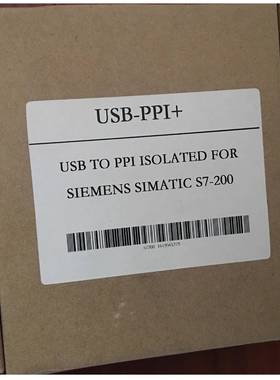 USB-PPI+
USB TO PPI ISOLATED FOR
SIEMENS SIMATIC S7-200